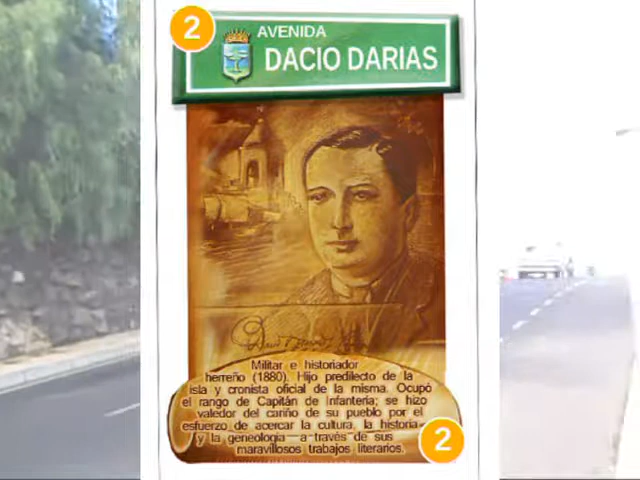 2
AVENIDA
DACIO DARIAS
Militar e historiador
herreño (1880). Hijo predilecto de la
isla y cronista oficial de la misma. Ocupó
el rango de Capitán de Infantería; se hizo
valedor del cariño de su pueblo por el
esfuerzo de acercar la cultura, la historia
y la geneología a través de sus
maravillosos trabajos literarios.
2